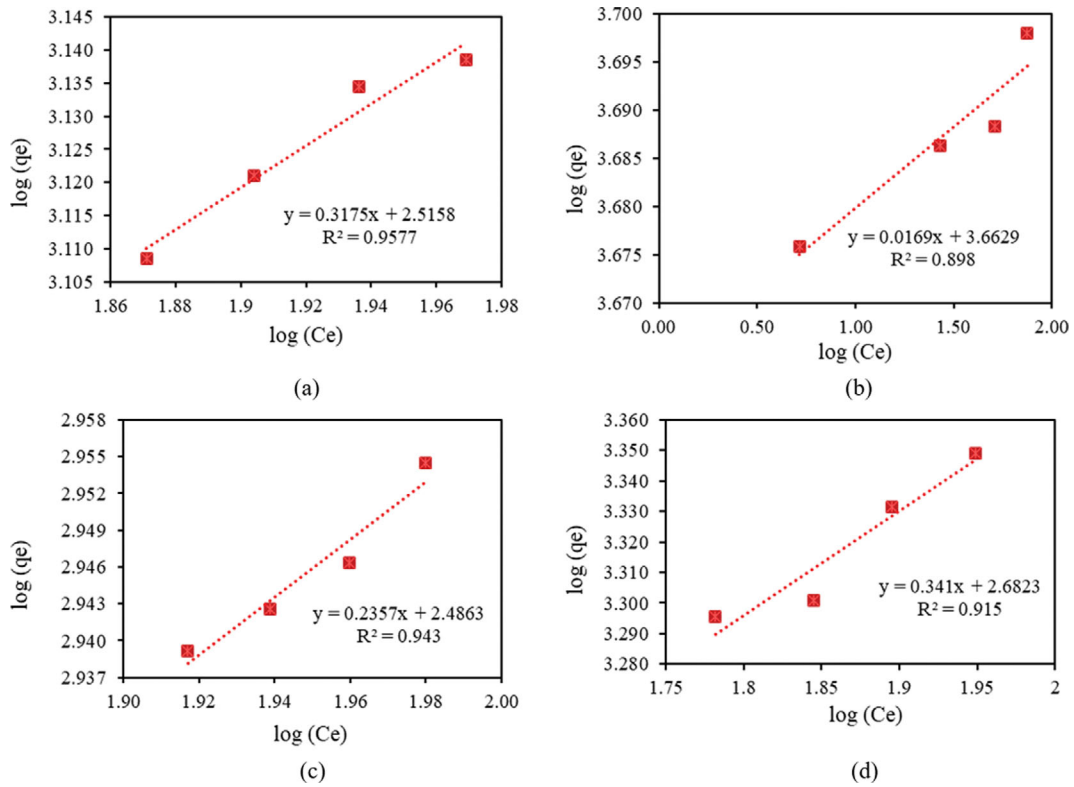 3.145
3.140
3.135
3.130
3.125
3.120
3.115
3.110
3.105
log (qe)
y = 0.3175x + 2.5158
R² = 0.9577
1.86 1.88 1.9 1.92 1.94 1.96 1.98
log (Ce)
(a)
3.700
3.695
3.690
3.685
3.680
3.675
3.670
log (qe)
y = 0.0169x + 3.6629
R² = 0.898
0.00 0.50 1.00 1.50 2.00
log (Ce)
(b)
2.958
2.955
2.952
2.949
2.946
2.943
2.940
2.937
log (qe)
y = 0.2357x + 2.4863
R² = 0.943
1.90 1.92 1.94 1.96 1.98 2.00
log (Ce)
(c)
3.360
3.350
3.340
3.330
3.320
3.310
3.300
3.290
3.280
log (qe)
y = 0.341x + 2.6823
R² = 0.915
1.75 1.8 1.85 1.9 1.95 2
log (Ce)
(d)